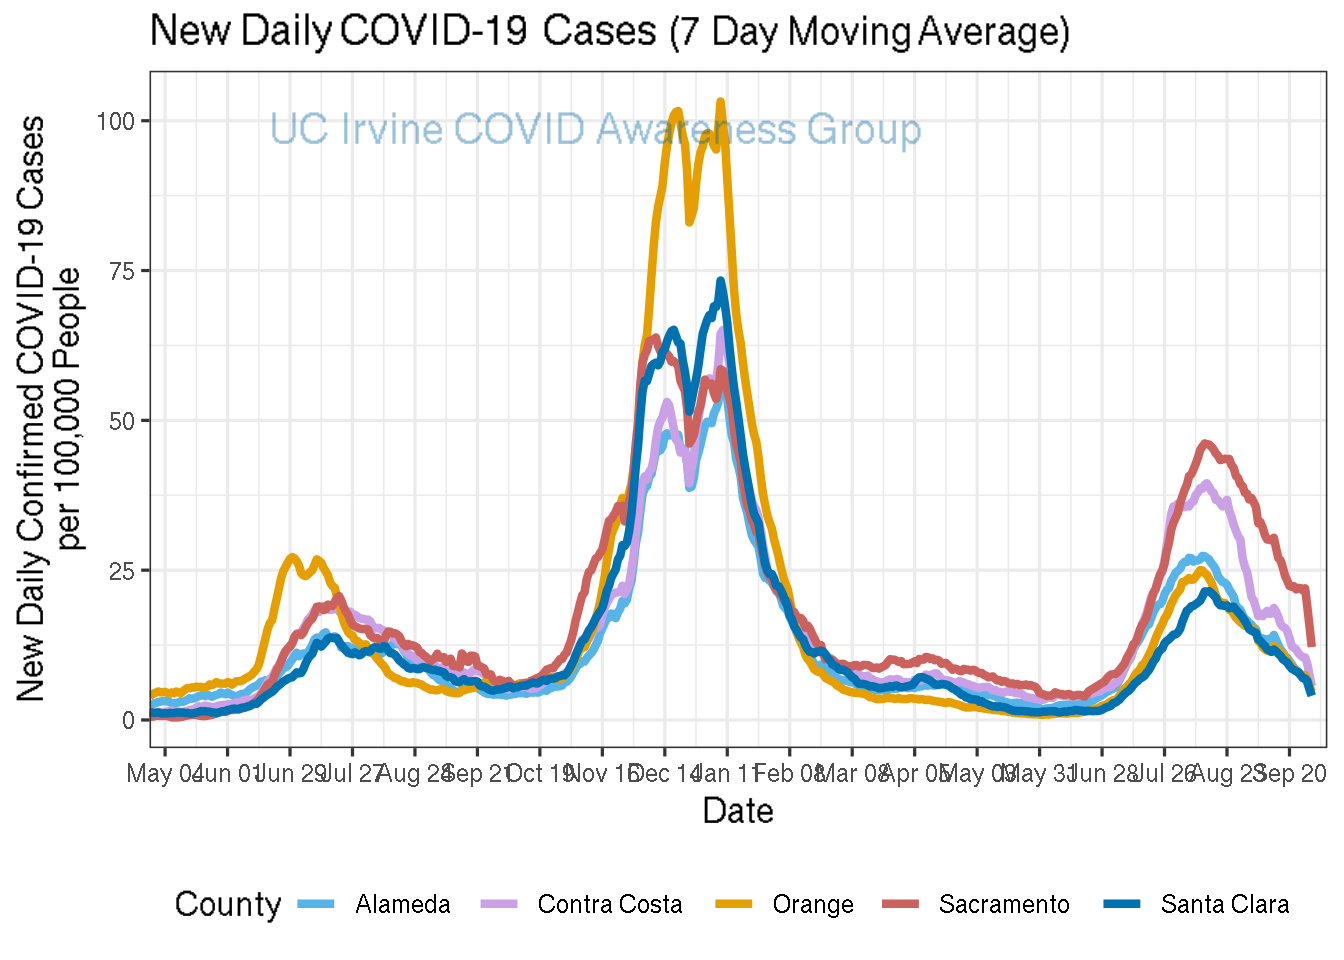 New Daily COVID-19 Cases (7 Day Moving Average)
UC Irvine COVID Awareness Group
New Daily Confirmed COVID-19 Cases
per 100,000 People
100
75
50
25
0
May 04 Jun 01 Jun 29 Jul 27 Aug 24 Sep 21 Oct 19 Nov 16 Dec 14 Jan 11 Feb 08 Mar 08 Apr 05 May 03 May 31 Jun 28 Jul 26 Aug 23 Sep 20
Date
County Alameda Contra Costa Orange Sacramento Santa Clara